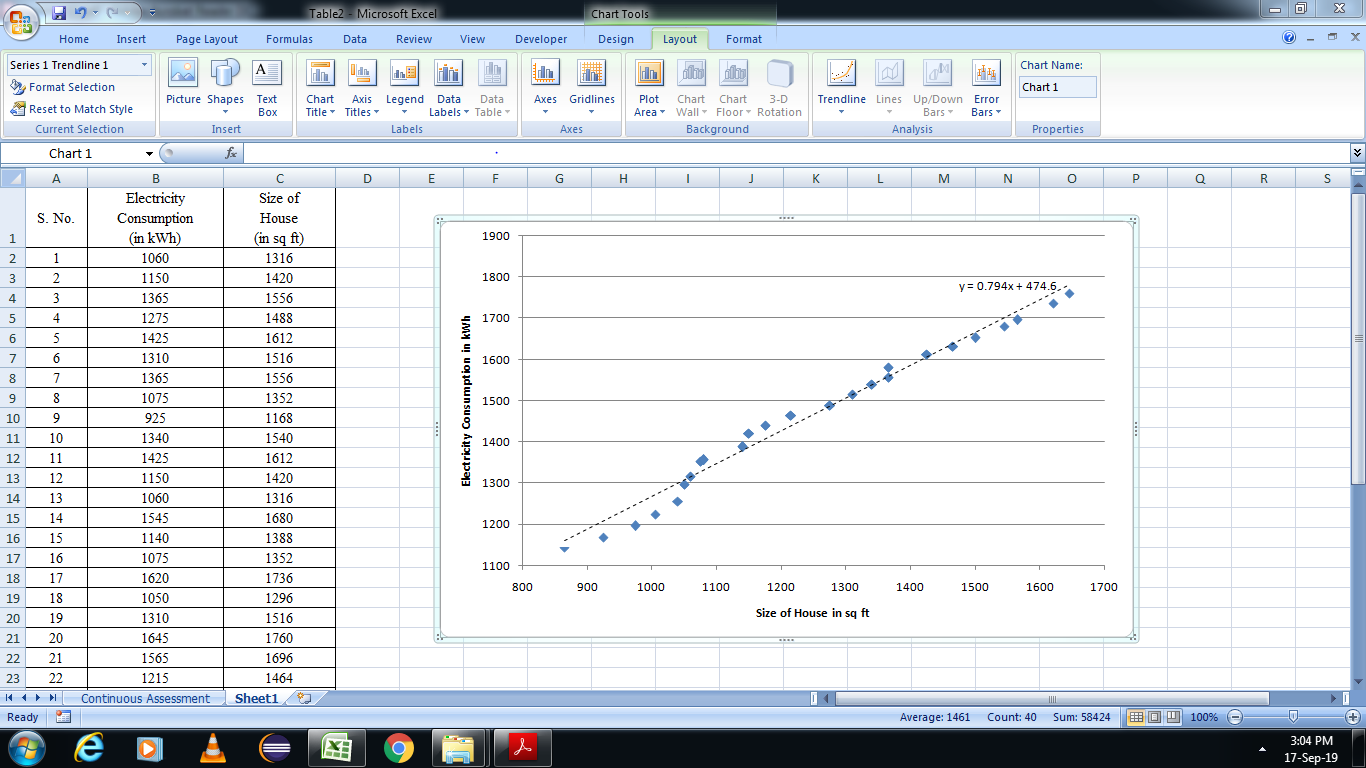 Table2 - Microsoft Excel
Chart Tools
Home Insert Page Layout Formulas Data Review View Developer Design Layout Format
Series 1 Trendline 1
Format Selection
Reset to Match Style
Current Selection
Picture Shapes Text Box
Insert
Chart Title Axis Titles Legend Data Labels Data Table
Labels
Axes Gridlines
Axes
Plot Area Chart Wall Chart Floor 3-D Rotation
Background
Trendline Lines Up/Down Bars Error Bars
Analysis
Chart Name:
Chart 1
Properties
Chart 1 fx
A B C D E F G H I J K L M N O P Q R S
1 S. No. Electricity Consumption (in kWh) Size of House (in sq ft)
2 1 1060 1316
3 2 1150 1420
4 3 1365 1556
5 4 1275 1488
6 5 1425 1612
7 6 1310 1516
8 7 1365 1556
9 8 1075 1352
10 9 925 1168
11 10 1340 1540
12 11 1425 1612
13 12 1150 1420
14 13 1060 1316
15 14 1545 1680
16 15 1140 1388
17 16 1075 1352
18 17 1620 1736
19 18 1050 1296
20 19 1310 1516
21 20 1645 1760
22 21 1565 1696
23 22 1215 1464
Electricity Consumption in kWh
1900
1800
1700
1600
1500
1400
1300
1200
1100
y = 0.794x + 474.6
800 900 1000 1100 1200 1300 1400 1500 1600 1700
Size of House in sq ft
Continuous Assessment Sheet1
Ready Average: 1461 Count: 40 Sum: 58424 100%
3:04 PM
17-Sep-19